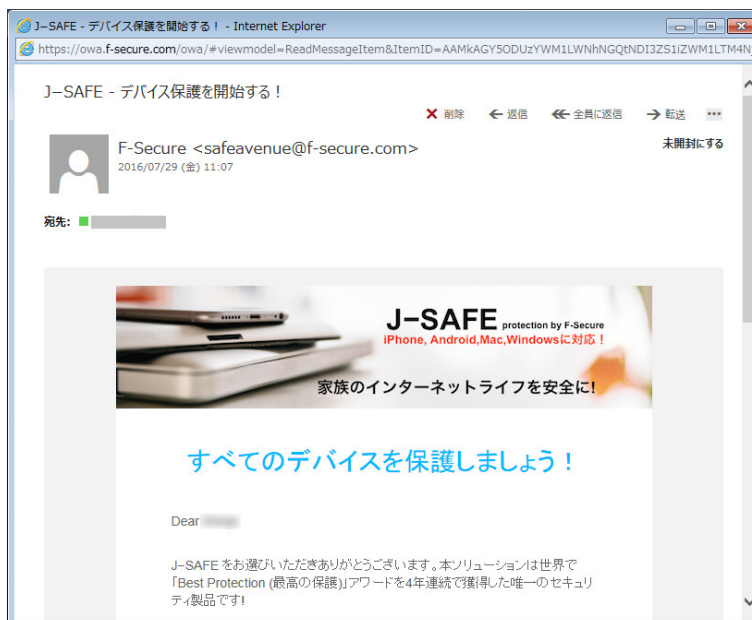 J-SAFE - デバイス保護を開始する！ - Internet Explorer
https://owa.f-secure.com/owa/#viewmodel=ReadMessageItem&ItemID=AAMkAGY5ODUzYWM1LWNhNGQtNDI3ZS1iZWM1LTM4N
J-SAFE - デバイス保護を開始する！
削除 返信 全員に返信 転送 ...
F-Secure <safeavenue@f-secure.com>
未開封にする
2016/07/29 (金) 11:07
宛先:
J-SAFE protection by F-Secure
iPhone, Android,Mac,Windowsに対応！
家族のインターネットライフを安全に!
すべてのデバイスを保護しましょう！
Dear
J-SAFE をお選びいただきありがとうございます。本ソリューションは世界で
「Best Protection (最高の保護)」アワードを4年連続で獲得した唯一のセキュリ
ティ製品です!